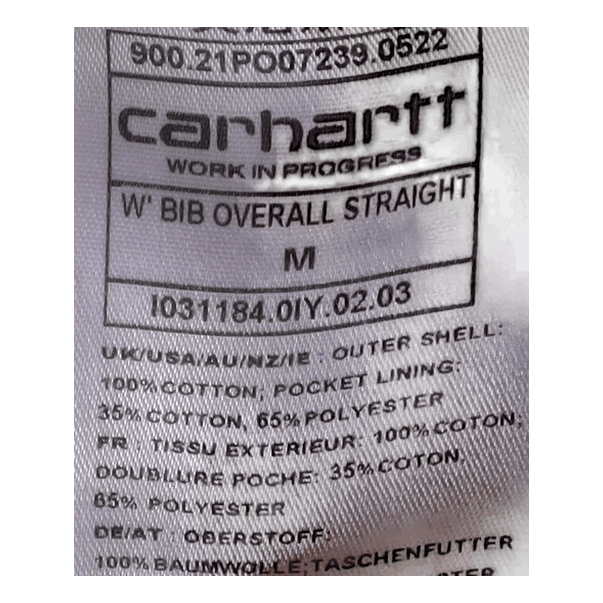 900.21PO07239.0522
carhartt
WORK IN PROGRESS
W' BIB OVERALL STRAIGHT
M
I031184.0IY.02.03
UK/USA/AU/NZ/IE : OUTER SHELL:
100% COTTON; POCKET LINING:
35% COTTON, 65% POLYESTER
FR : TISSU EXTERIEUR: 100% COTON;
DOUBLURE POCHE: 35% COTON,
65% POLYESTER
DE/AT : OBERSTOFF:
100% BAUMWOLLE;TASCHENFUTTER